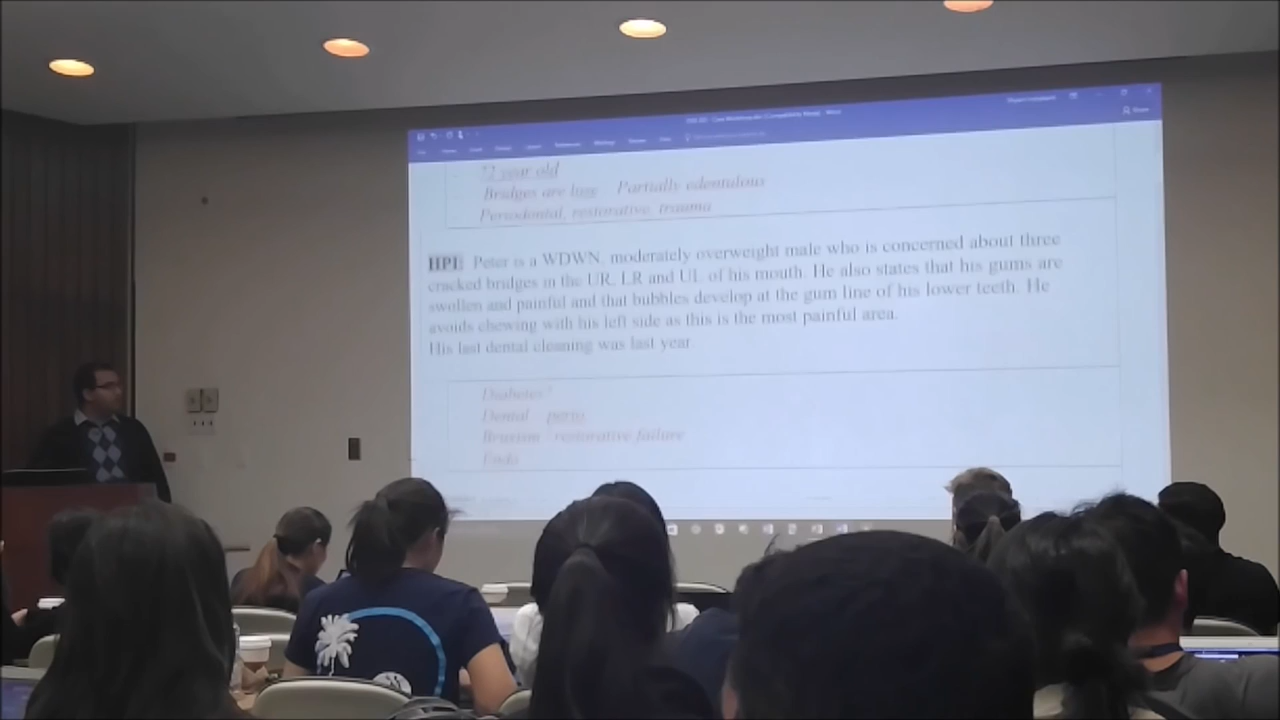 72 year old
Bridges are lose Partially edentulous
Periodontal, restorative, trauma
HPI: Peter is a WDWN, moderately overweight male who is concerned about three
cracked bridges in the UR, LR and UL of his mouth. He also states that his gums are
swollen and painful and that bubbles develop at the gum line of his lower teeth. He
avoids chewing with his left side as this is the most painful area.
His last dental cleaning was last year.
Diabetes?
Dental - perio
Bruxism - restorative failure
Endo
Share